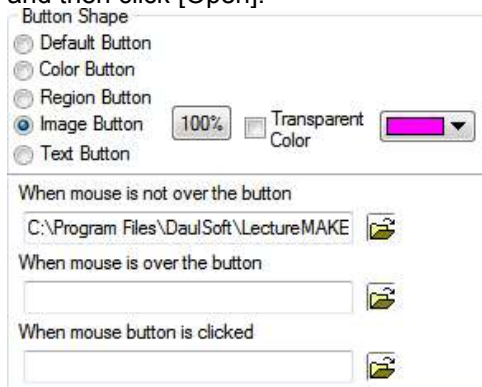 and then click [Open].
Button Shape
Default Button
Color Button
Region Button
Image Button 100% Transparent Color
Text Button
When mouse is not over the button
C:\Program Files\DaulSoft\LectureMAKE
When mouse is over the button
When mouse button is clicked